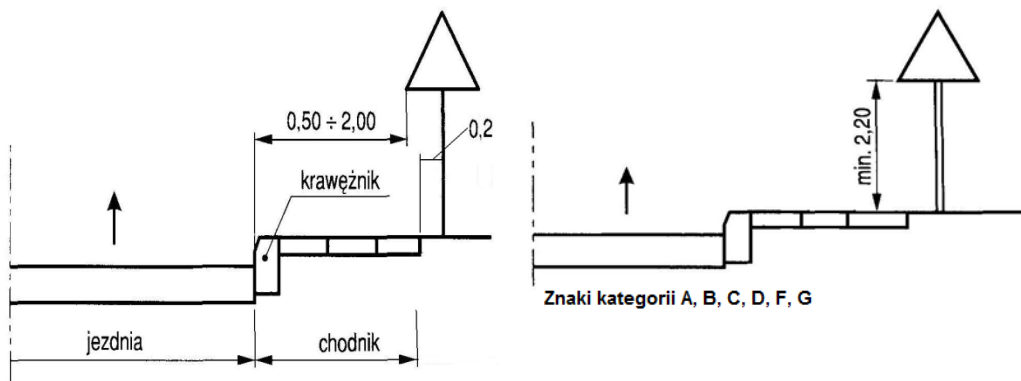 0,50 ÷ 2,00
0,2
krawężnik
jezdnia
chodnik
min. 2,20
Znaki kategorii A, B, C, D, F, G